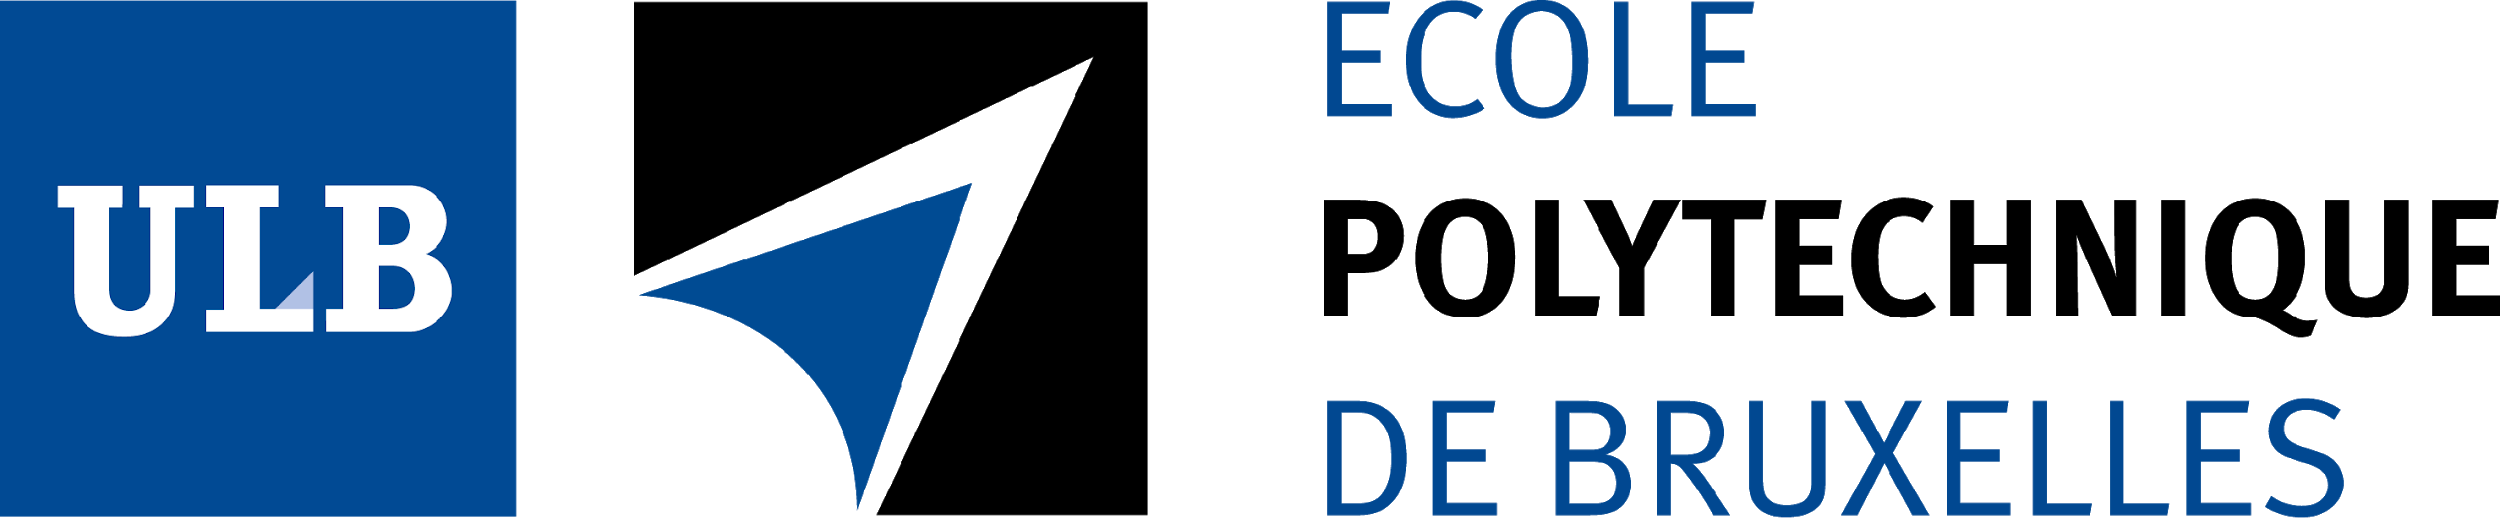 ULB
ECOLE
POLYTECHNIQUE
DE BRUXELLES